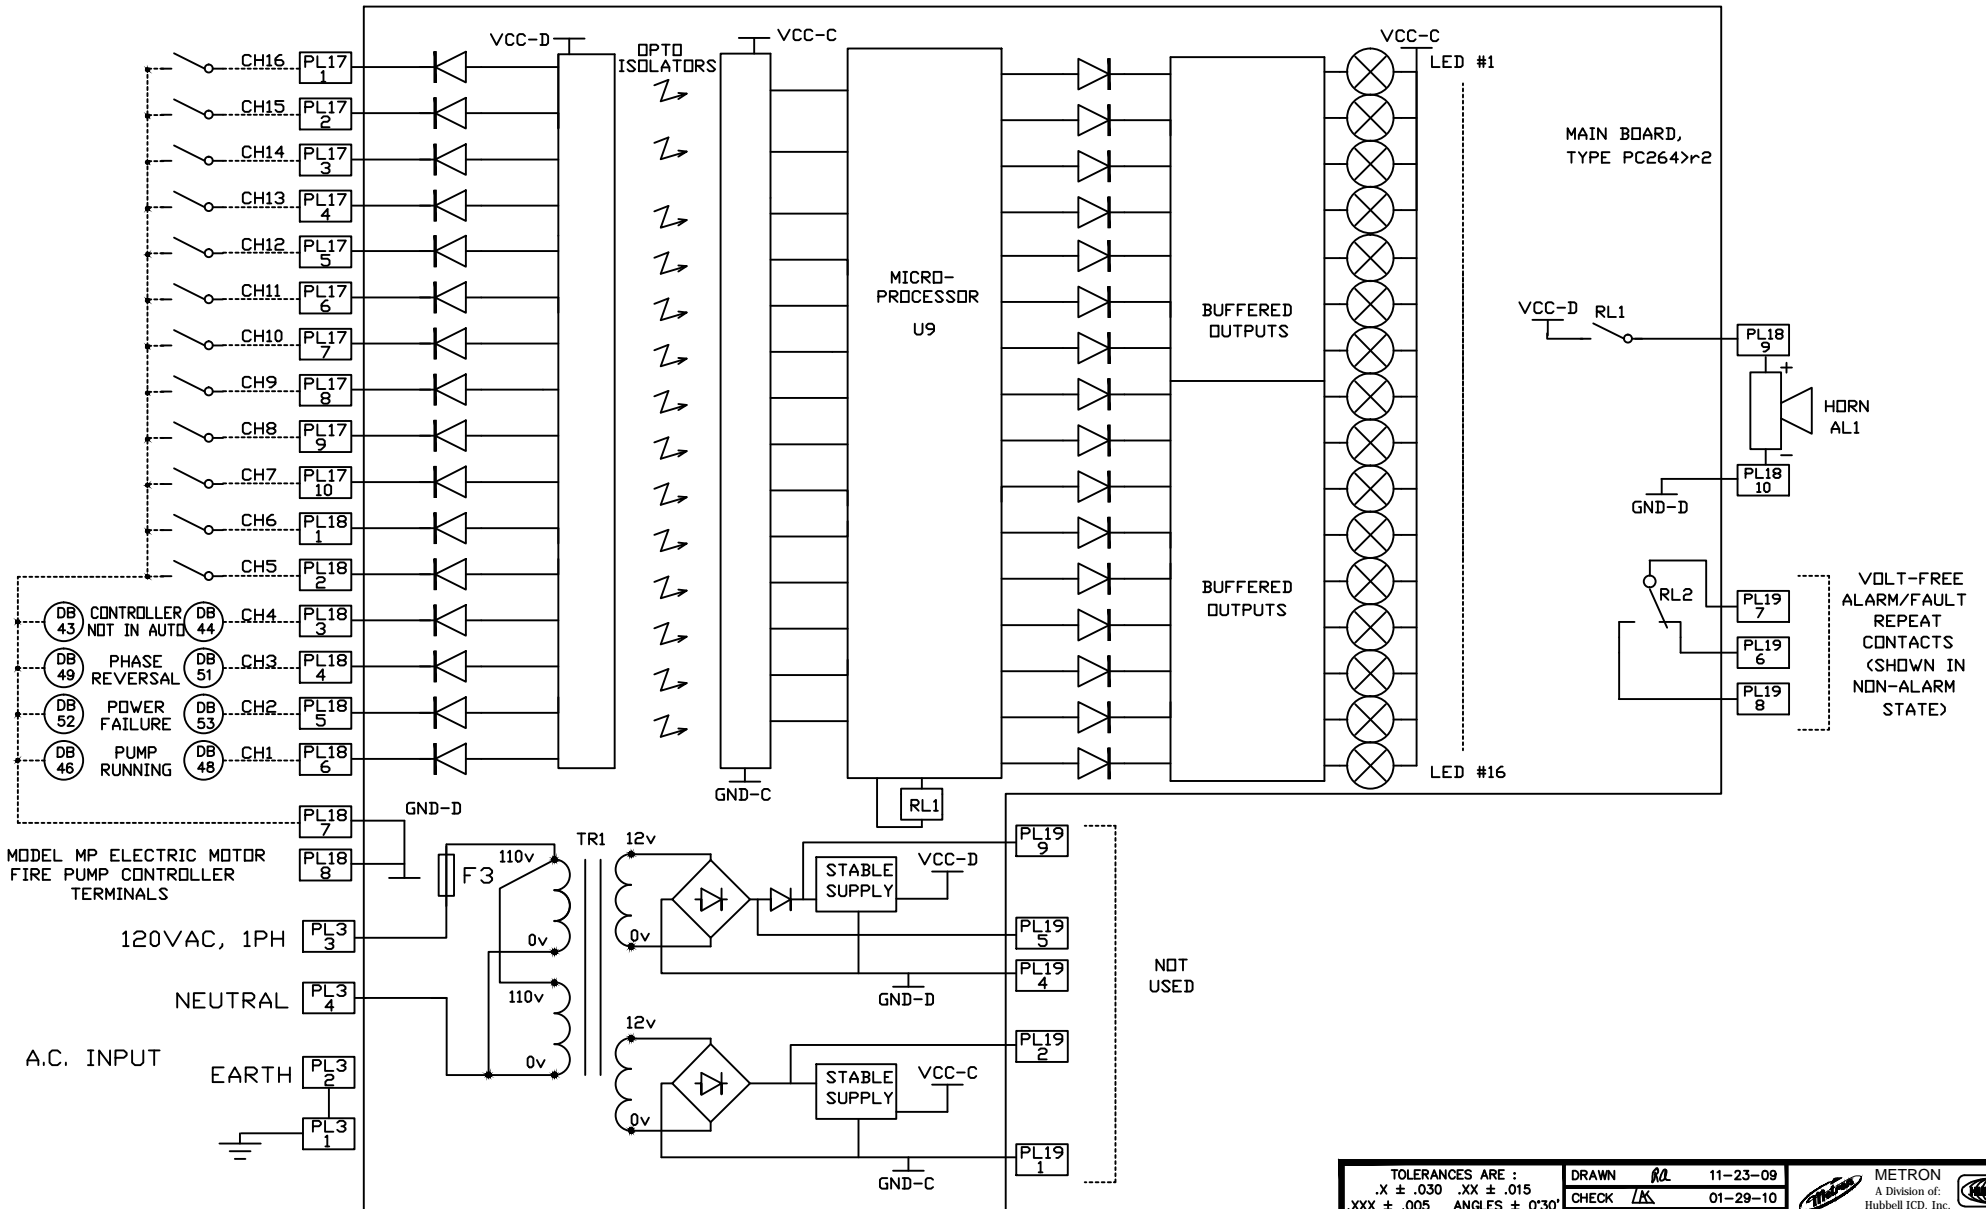 VCC-D
OPTO
ISOLATORS
VCC-C
VCC-C
LED #1
CH16 PL17 1
CH15 PL17 2
CH14 PL17 3
CH13 PL17 4
CH12 PL17 5
CH11 PL17 6
CH10 PL17 7
CH9 PL17 8
CH8 PL17 9
CH7 PL17 10
CH6 PL18 1
CH5 PL18 2
DB 43 CONTROLLER NOT IN AUTO DB 44 CH4 PL18 3
DB 49 PHASE REVERSAL DB 51 CH3 PL18 4
DB 52 POWER FAILURE DB 53 CH2 PL18 5
DB 46 PUMP RUNNING DB 48 CH1 PL18 6
PL18 7
PL18 8
GND-D
MODEL MP ELECTRIC MOTOR
FIRE PUMP CONTROLLER
TERMINALS
MICRO-
PROCESSOR
U9
RL1
GND-C
BUFFERED
OUTPUTS
BUFFERED
OUTPUTS
LED #16
MAIN BOARD,
TYPE PC264>r2
VCC-D RL1
PL18 9
+
HORN
AL1
−
PL18 10
GND-D
RL2
PL19 7
PL19 6
PL19 8
VOLT-FREE
ALARM/FAULT
REPEAT
CONTACTS
(SHOWN IN
NON-ALARM
STATE)
120VAC, 1PH PL3 3
NEUTRAL PL3 4
A.C. INPUT
EARTH PL3 2
PL3 1
F3
110v
0v
110v
0v
TR1
12v
0v
12v
0v
STABLE
SUPPLY
VCC-D
GND-D
STABLE
SUPPLY
VCC-C
GND-C
PL19 9
PL19 5
PL19 4
PL19 2
PL19 1
NOT
USED
TOLERANCES ARE :
.X ± .030 .XX ± .015
.XXX ± .005 ANGLES ± 0°30'
DRAWN RA 11-23-09
CHECK 01-29-10
Metron
METRON
A Division of:
Hubbell ICD, Inc.